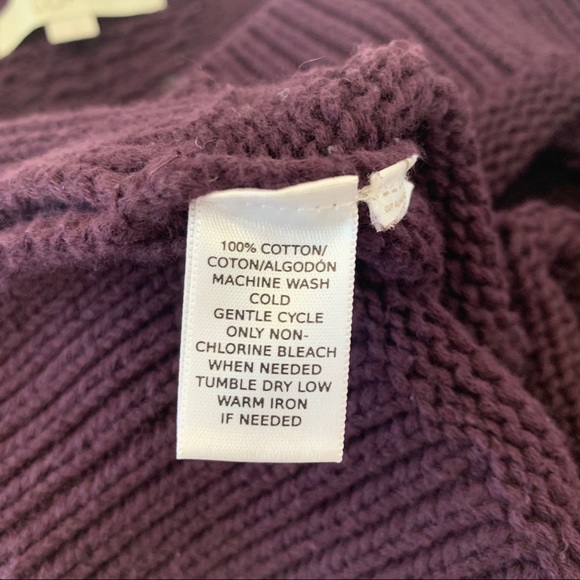 100% COTTON/
COTON/ALGODÓN
MACHINE WASH
COLD
GENTLE CYCLE
ONLY NON-
CHLORINE BLEACH
WHEN NEEDED
TUMBLE DRY LOW
WARM IRON
IF NEEDED